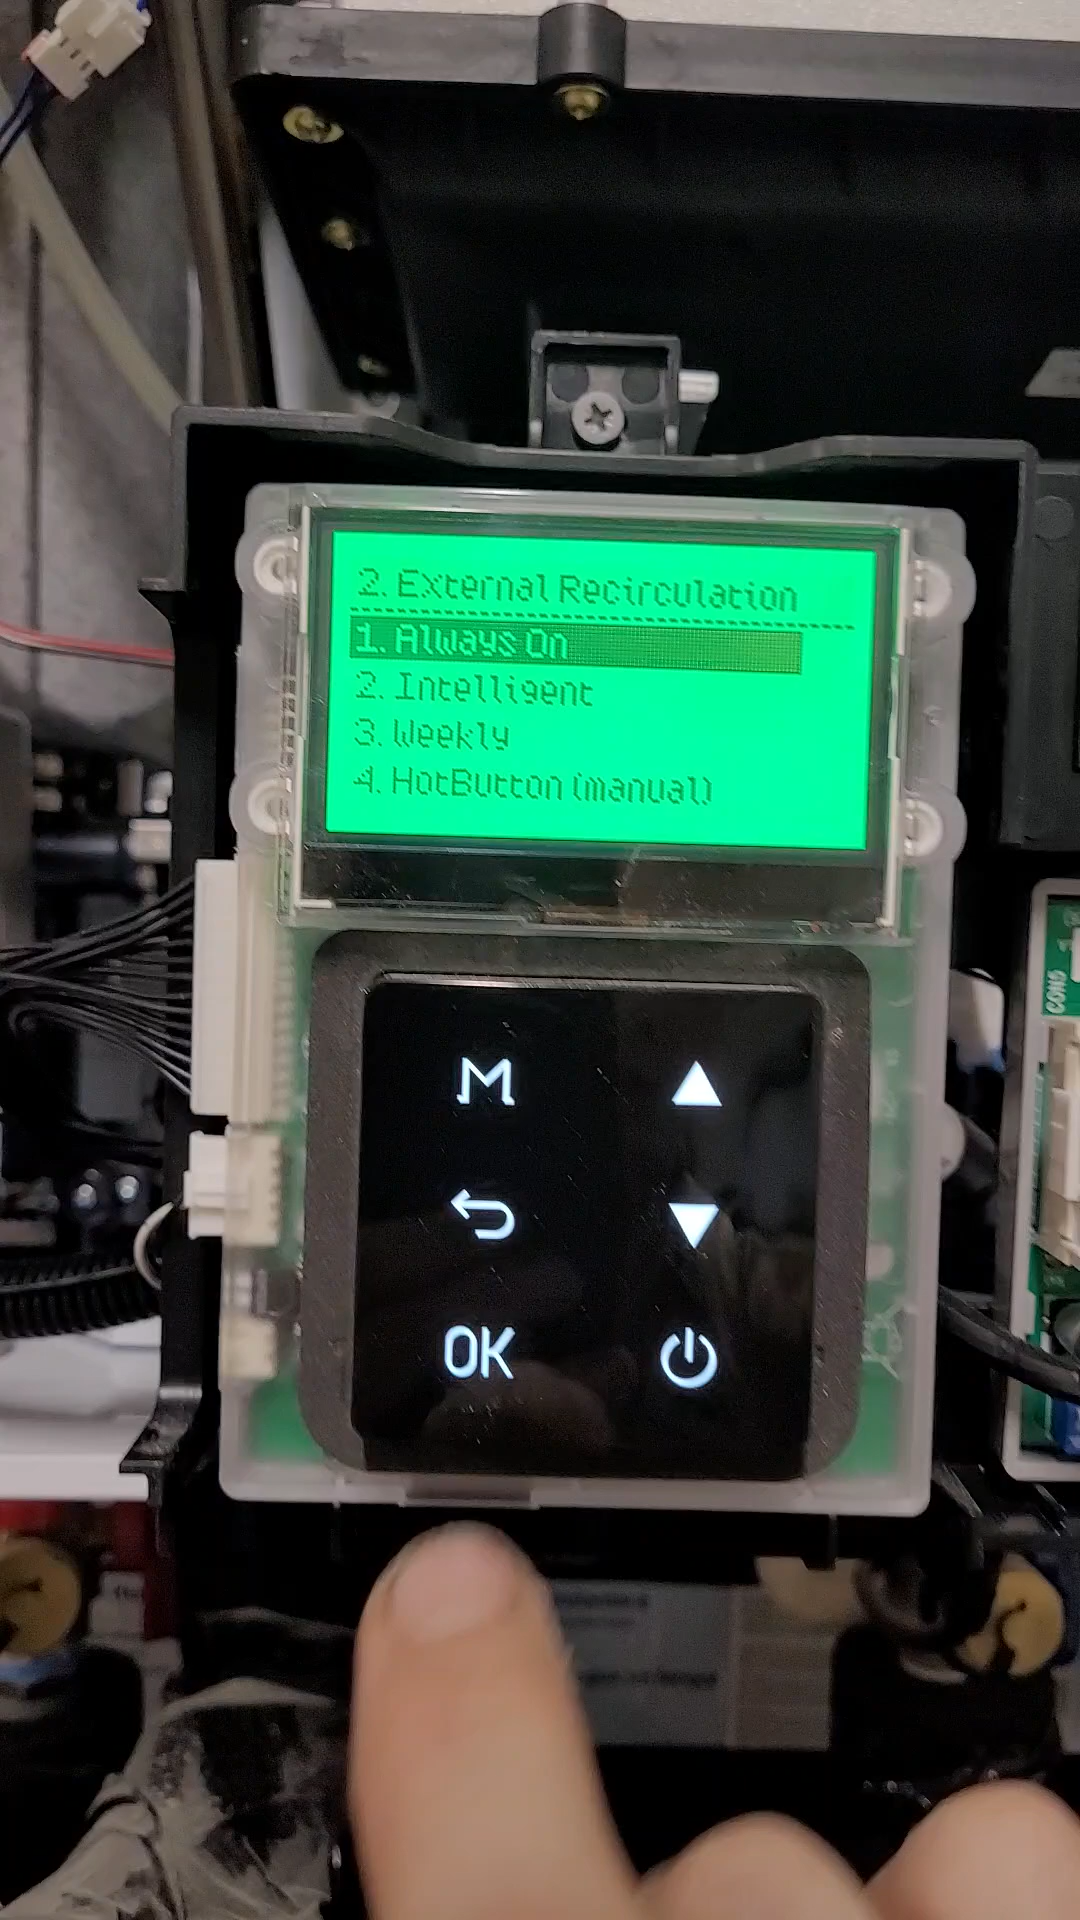 2. External Recirculation
1. Always On
2. Intelligent
3. Weekly
4. HotButton (manual)
M
OK